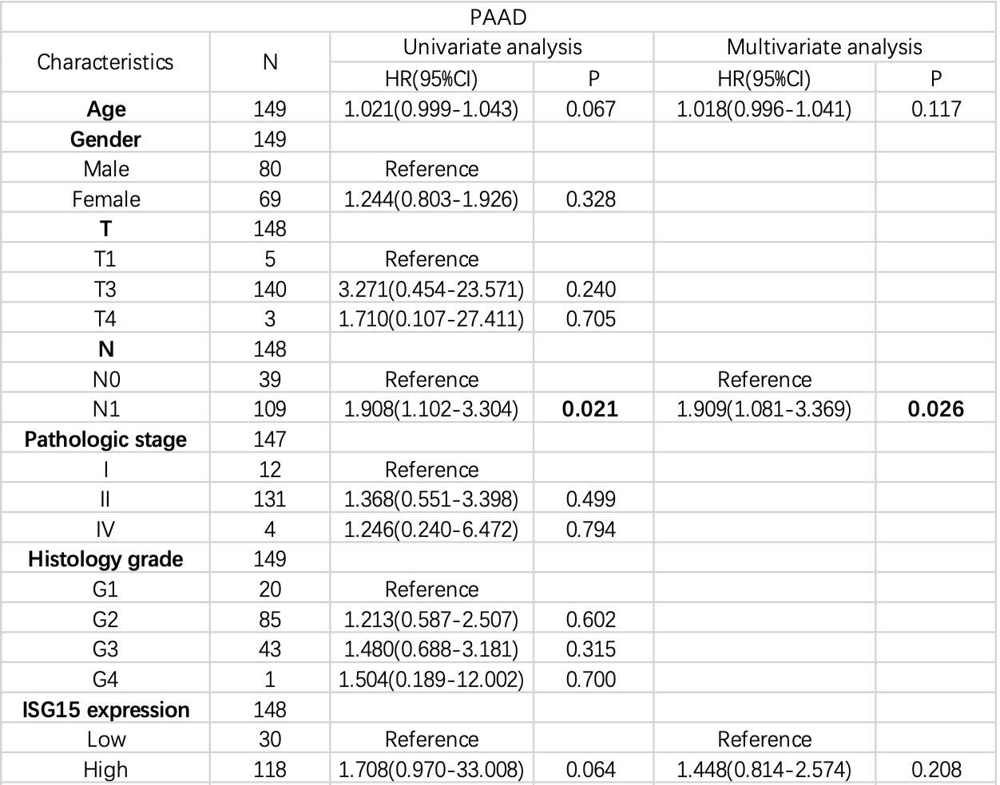 PAAD
Characteristics N Univariate analysis Multivariate analysis
HR(95%CI) P HR(95%CI) P
Age 149 1.021(0.999-1.043) 0.067 1.018(0.996-1.041) 0.117
Gender 149
Male 80 Reference
Female 69 1.244(0.803-1.926) 0.328
T 148
T1 5 Reference
T3 140 3.271(0.454-23.571) 0.240
T4 3 1.710(0.107-27.411) 0.705
N 148
N0 39 Reference Reference
N1 109 1.908(1.102-3.304) 0.021 1.909(1.081-3.369) 0.026
Pathologic stage 147
I 12 Reference
II 131 1.368(0.551-3.398) 0.499
IV 4 1.246(0.240-6.472) 0.794
Histology grade 149
G1 20 Reference
G2 85 1.213(0.587-2.507) 0.602
G3 43 1.480(0.688-3.181) 0.315
G4 1 1.504(0.189-12.002) 0.700
ISG15 expression 148
Low 30 Reference Reference
High 118 1.708(0.970-33.008) 0.064 1.448(0.814-2.574) 0.208